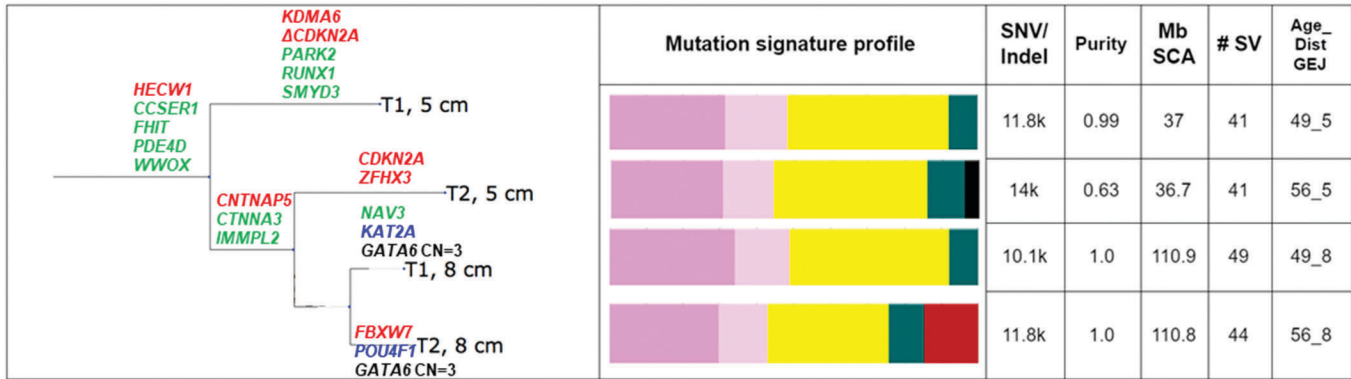 KDMA6
ΔCDKN2A
PARK2
RUNX1
SMYD3
HECW1
CCSER1
FHIT
PDE4D
WWOX
T1, 5 cm
CDKN2A
ZFHX3
T2, 5 cm
CNTNAP5
CTNNA3
IMMPL2
NAV3
KAT2A
GATA6 CN=3
T1, 8 cm
FBXW7
POU4F1
T2, 8 cm
GATA6 CN=3
Mutation signature profile
SNV/
Indel
Purity
Mb
SCA
# SV
Age_
Dist
GEJ
11.8k 0.99 37 41 49_5
14k 0.63 36.7 41 56_5
10.1k 1.0 110.9 49 49_8
11.8k 1.0 110.8 44 56_8